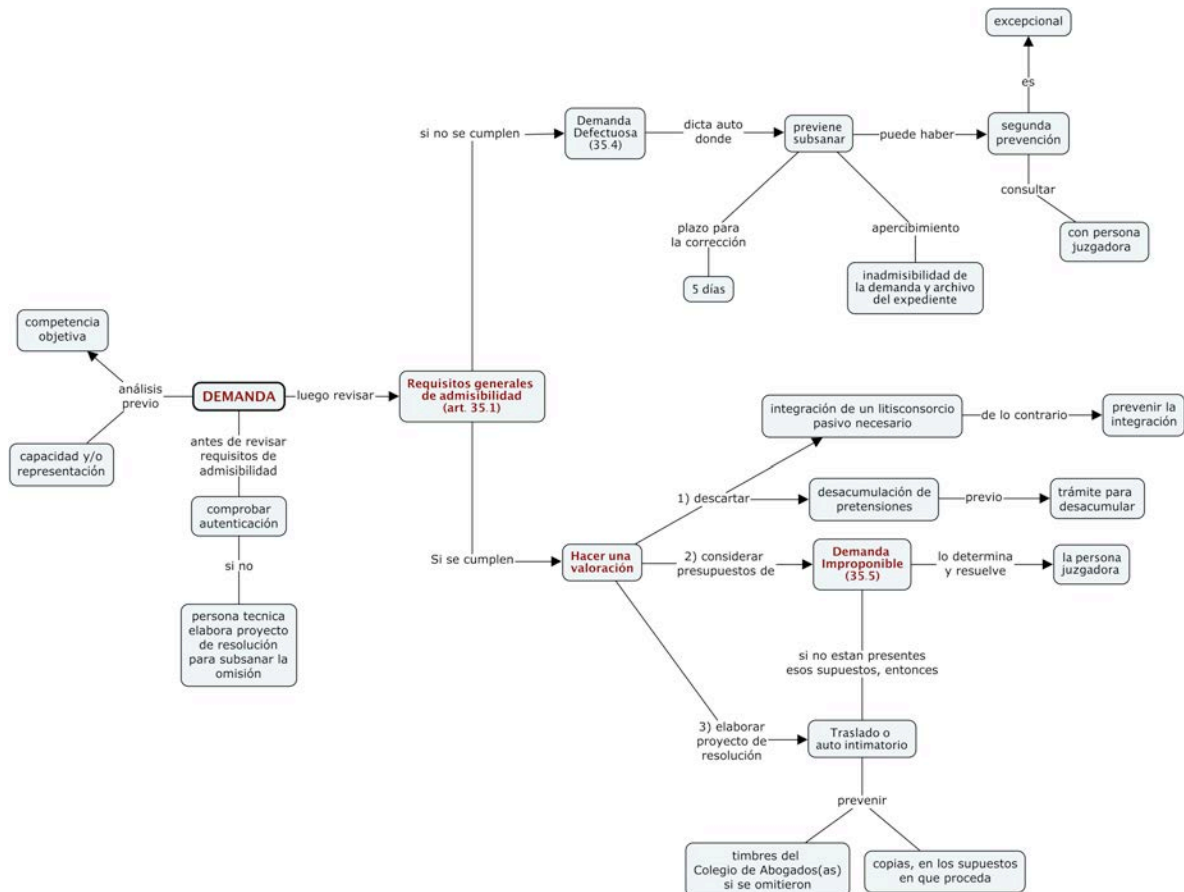 excepcional
es
si no se cumplen
Demanda
Defectuosa
(35.4)
dicta auto
donde
previene
subsanar
puede haber
segunda
prevención
consultar
con persona
juzgadora
plazo para
la corrección
5 días
apercibimiento
inadmisibilidad de
la demanda y archivo
del expediente
competencia
objetiva
análisis
previo
capacidad y/o
representación
DEMANDA
luego revisar
Requisitos generales
de admisibilidad
(art. 35.1)
antes de revisar
requisitos de
admisibilidad
comprobar
autenticación
si no
persona tecnica
elabora proyecto
de resolución
para subsanar la
omisión
Si se cumplen
Hacer una
valoración
1) descartar
integración de un litisconsorcio
pasivo necesario
de lo contrario
prevenir la
integración
desacumulación de
pretensiones
previo
trámite para
desacumular
2) considerar
presupuestos de
Demanda
Improponible
(35.5)
lo determina
y resuelve
la persona
juzgadora
si no estan presentes
esos supuestos, entonces
3) elaborar
proyecto de
resolución
Traslado o
auto intimatorio
prevenir
timbres del
Colegio de Abogados(as)
si se omitieron
copias, en los supuestos
en que proceda